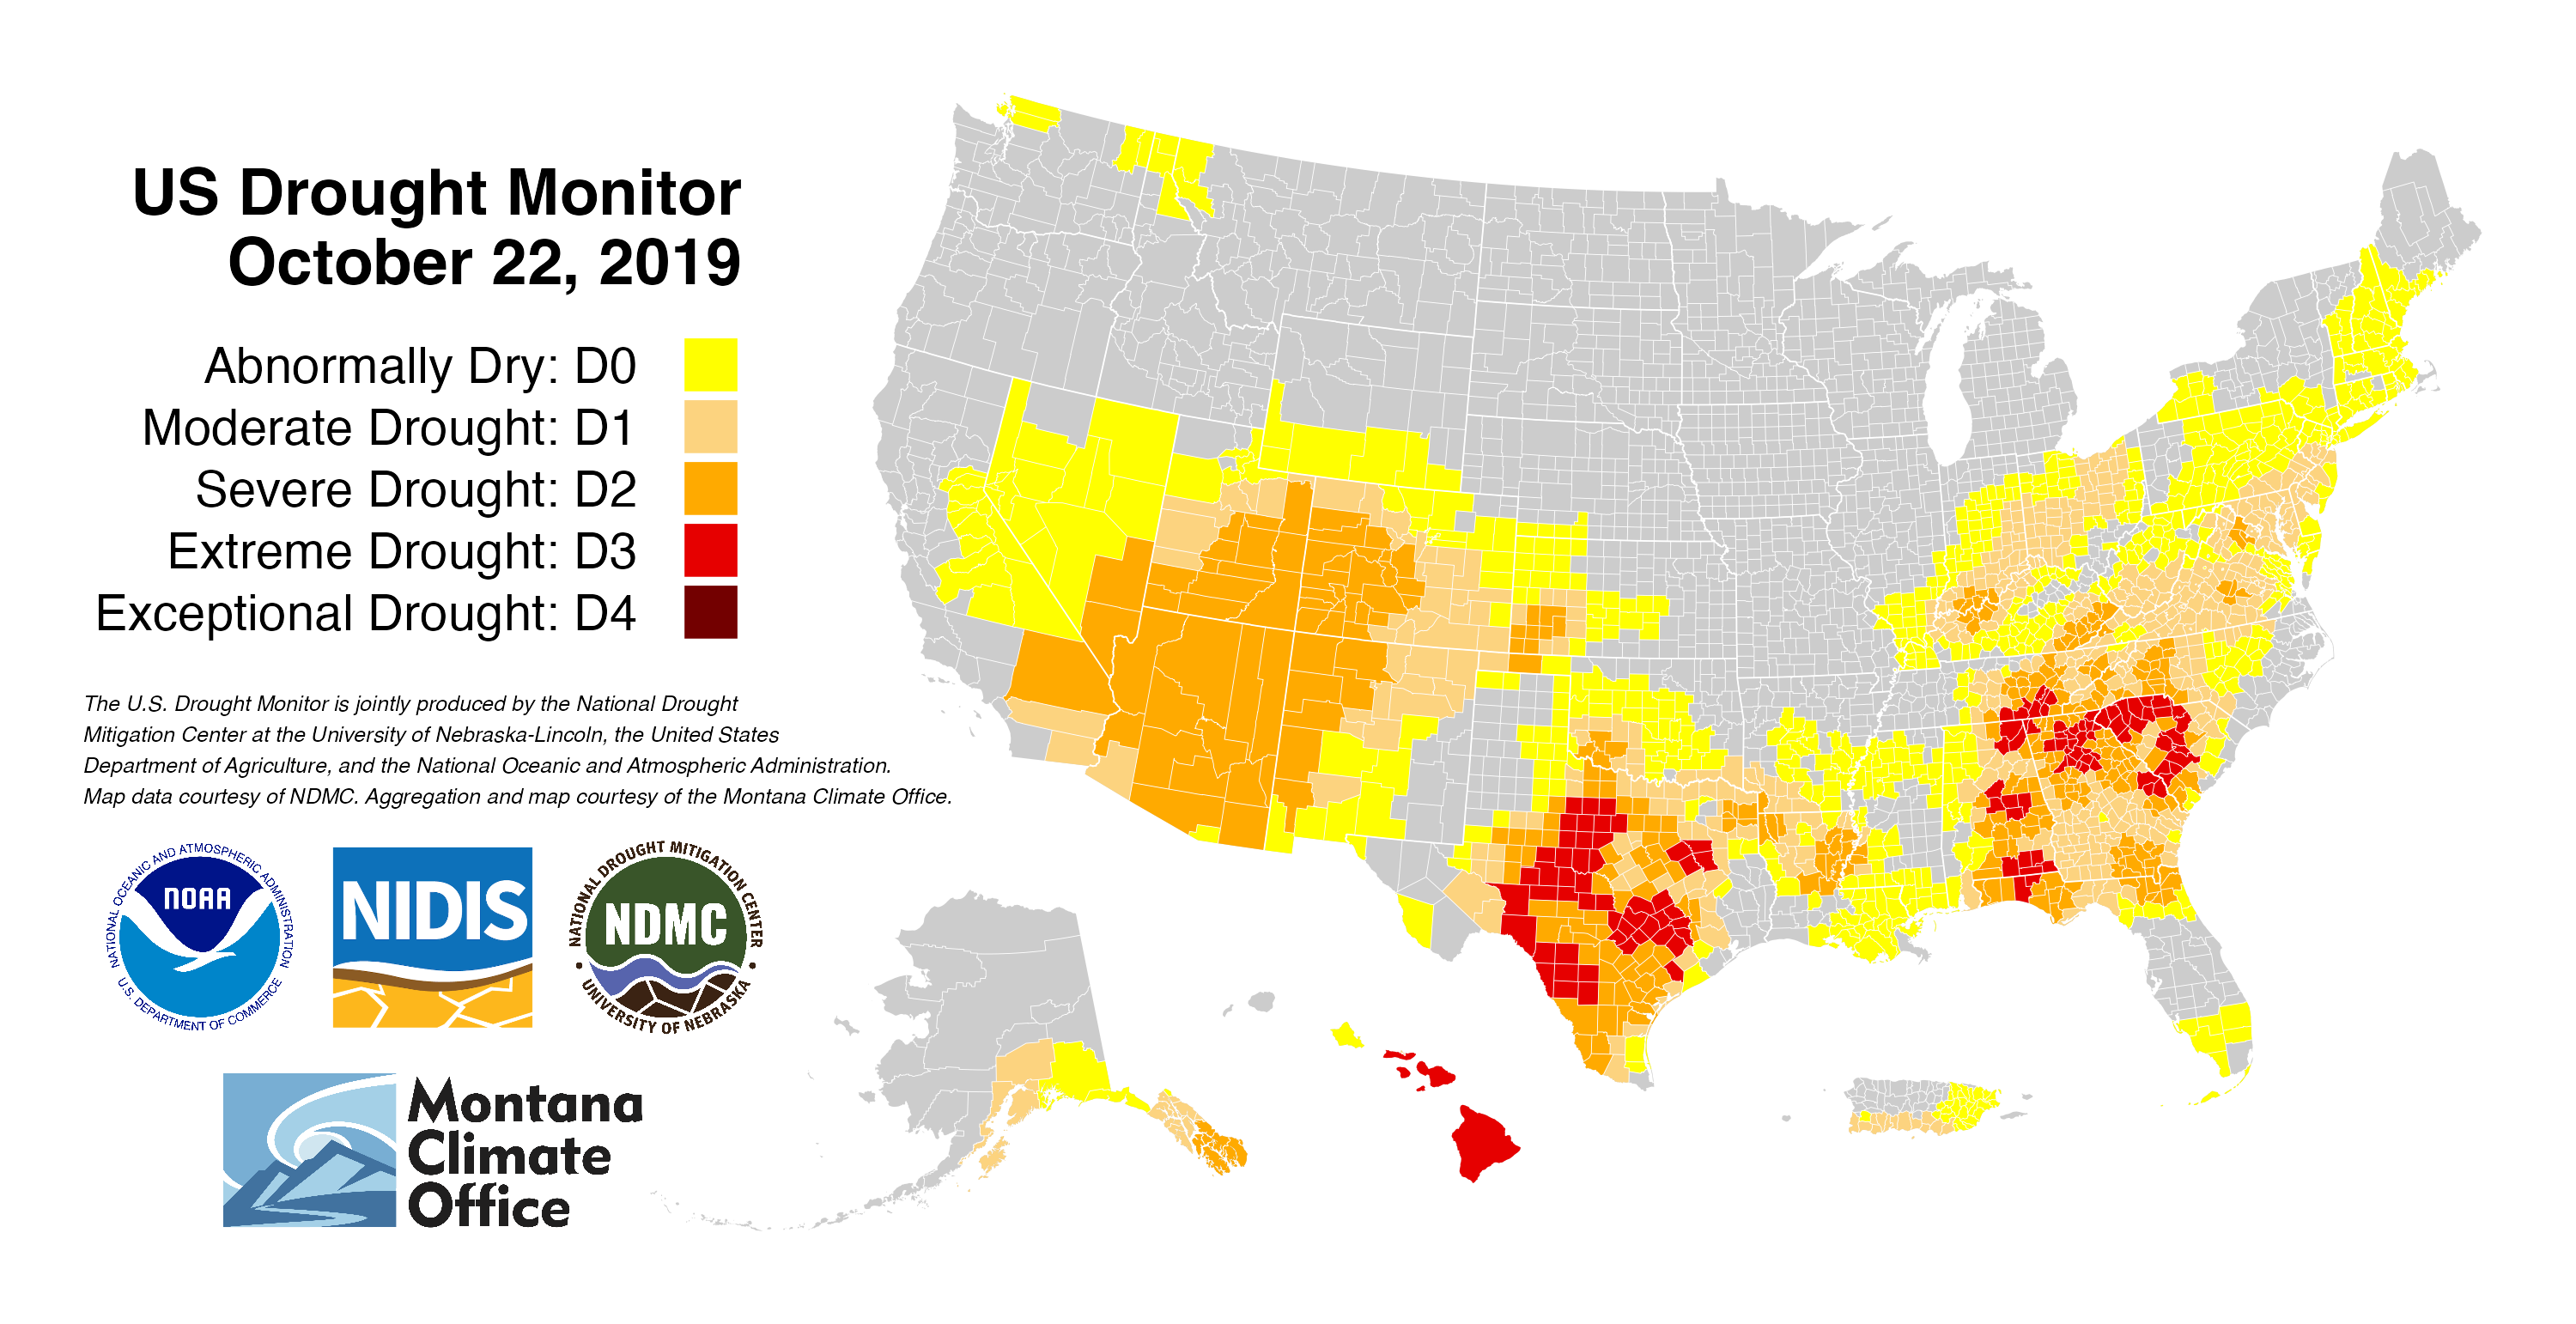 US Drought Monitor
October 22, 2019
Abnormally Dry: D0
Moderate Drought: D1
Severe Drought: D2
Extreme Drought: D3
Exceptional Drought: D4
The U.S. Drought Monitor is jointly produced by the National Drought
Mitigation Center at the University of Nebraska-Lincoln, the United States
Department of Agriculture, and the National Oceanic and Atmospheric Administration.
Map data courtesy of NDMC. Aggregation and map courtesy of the Montana Climate Office.
NATIONAL OCEANIC AND ATMOSPHERIC ADMINISTRATION
NOAA
U.S. DEPARTMENT OF COMMERCE
NIDIS
NATIONAL DROUGHT MITIGATION CENTER
NDMC
UNIVERSITY OF NEBRASKA
Montana
Climate
Office